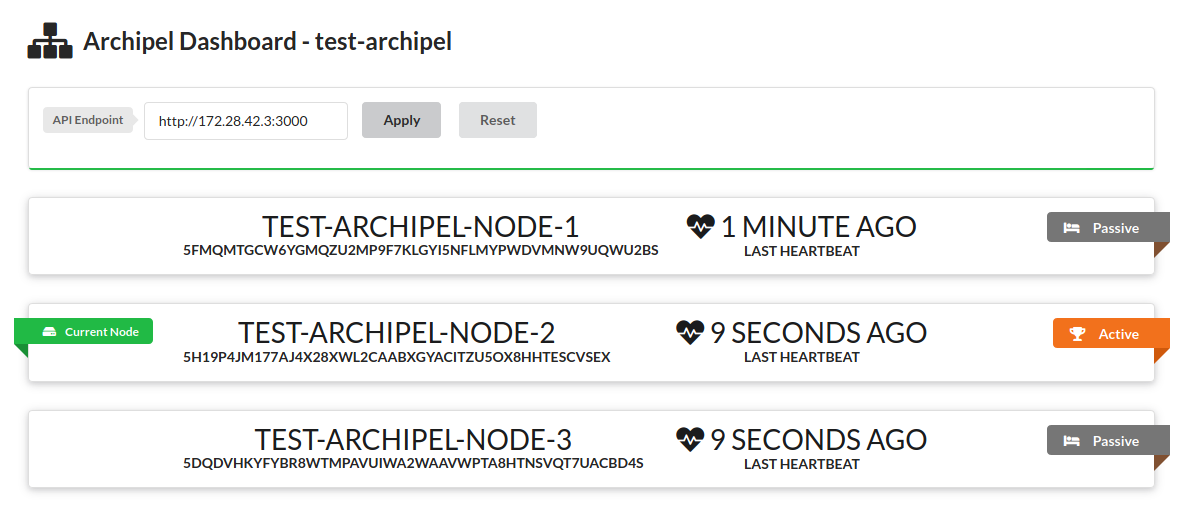 Archipel Dashboard - test-archipel
API Endpoint http://172.28.42.3:3000 Apply Reset
TEST-ARCHIPEL-NODE-1 1 MINUTE AGO Passive
5FMQMTGCW6YGMQZU2MP9F7KLGYI5NFLMYPWDVMNW9UQWU2BS LAST HEARTBEAT
Current Node TEST-ARCHIPEL-NODE-2 9 SECONDS AGO Active
5H19P4JM177AJ4X28XWL2CAABXGYACITZU5OX8HHTESCVSEX LAST HEARTBEAT
TEST-ARCHIPEL-NODE-3 9 SECONDS AGO Passive
5DQDVHKYFYBR8WTMPAVUIWA2WAAVWPTA8HTNSVQT7UACBD4S LAST HEARTBEAT